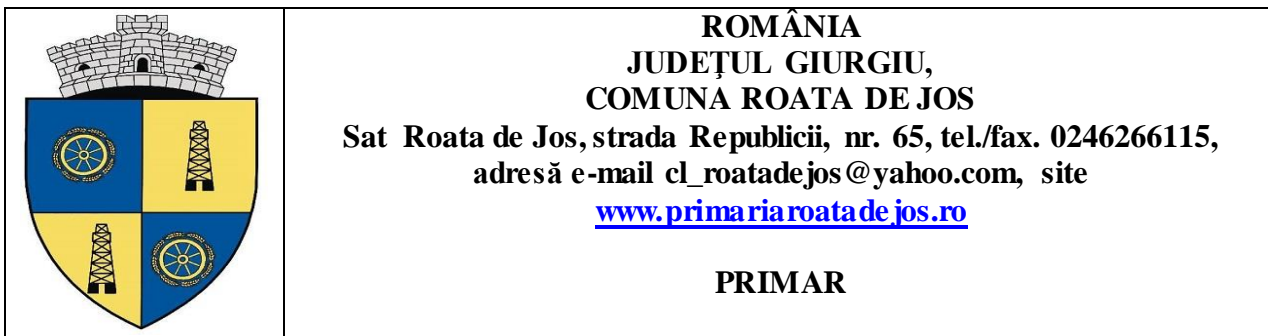 ROMÂNIA
JUDEŢUL GIURGIU,
COMUNA ROATA DE JOS
Sat Roata de Jos, strada Republicii, nr. 65, tel./fax. 0246266115,
adresă e-mail cl_roatadejos@yahoo.com, site
www.primariaroatadejos.ro
PRIMAR